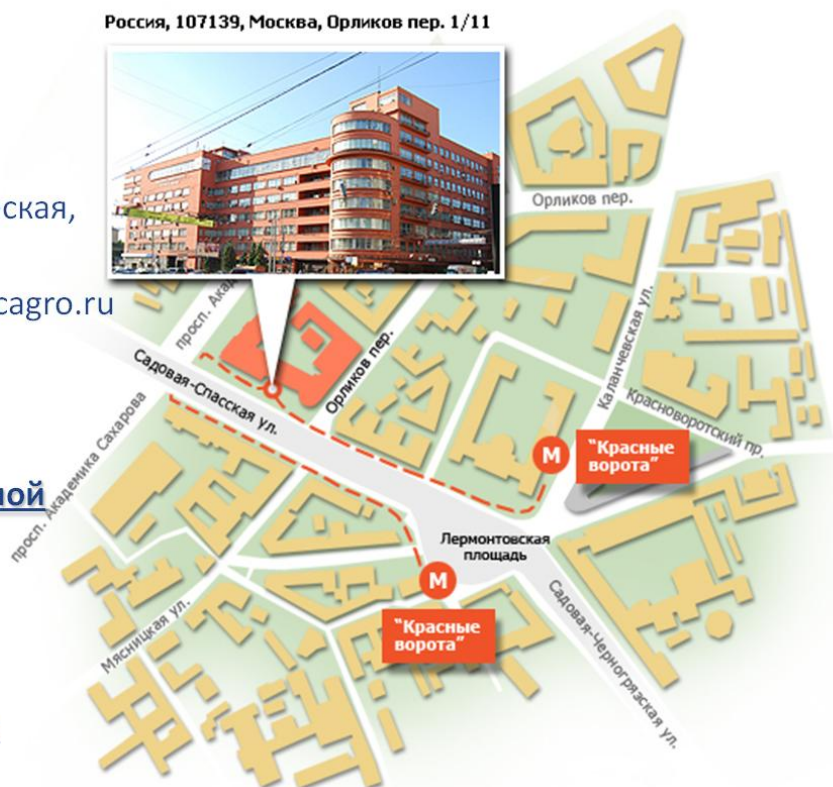 Россия, 107139, Москва, Орликов пер. 1/11
ская,
cagro.ru
ной
Орликов пер.
просп. Ака
Каланчевская ул.
Садовая-Спасская ул.
Орликов пер.
Красноворотский пр.
просп. Академика Сахарова
М
"Красные
ворота"
Лермонтовская
площадь
М
"Красные
ворота"
Мясницкая ул.
Садовая-Черногрязская ул.